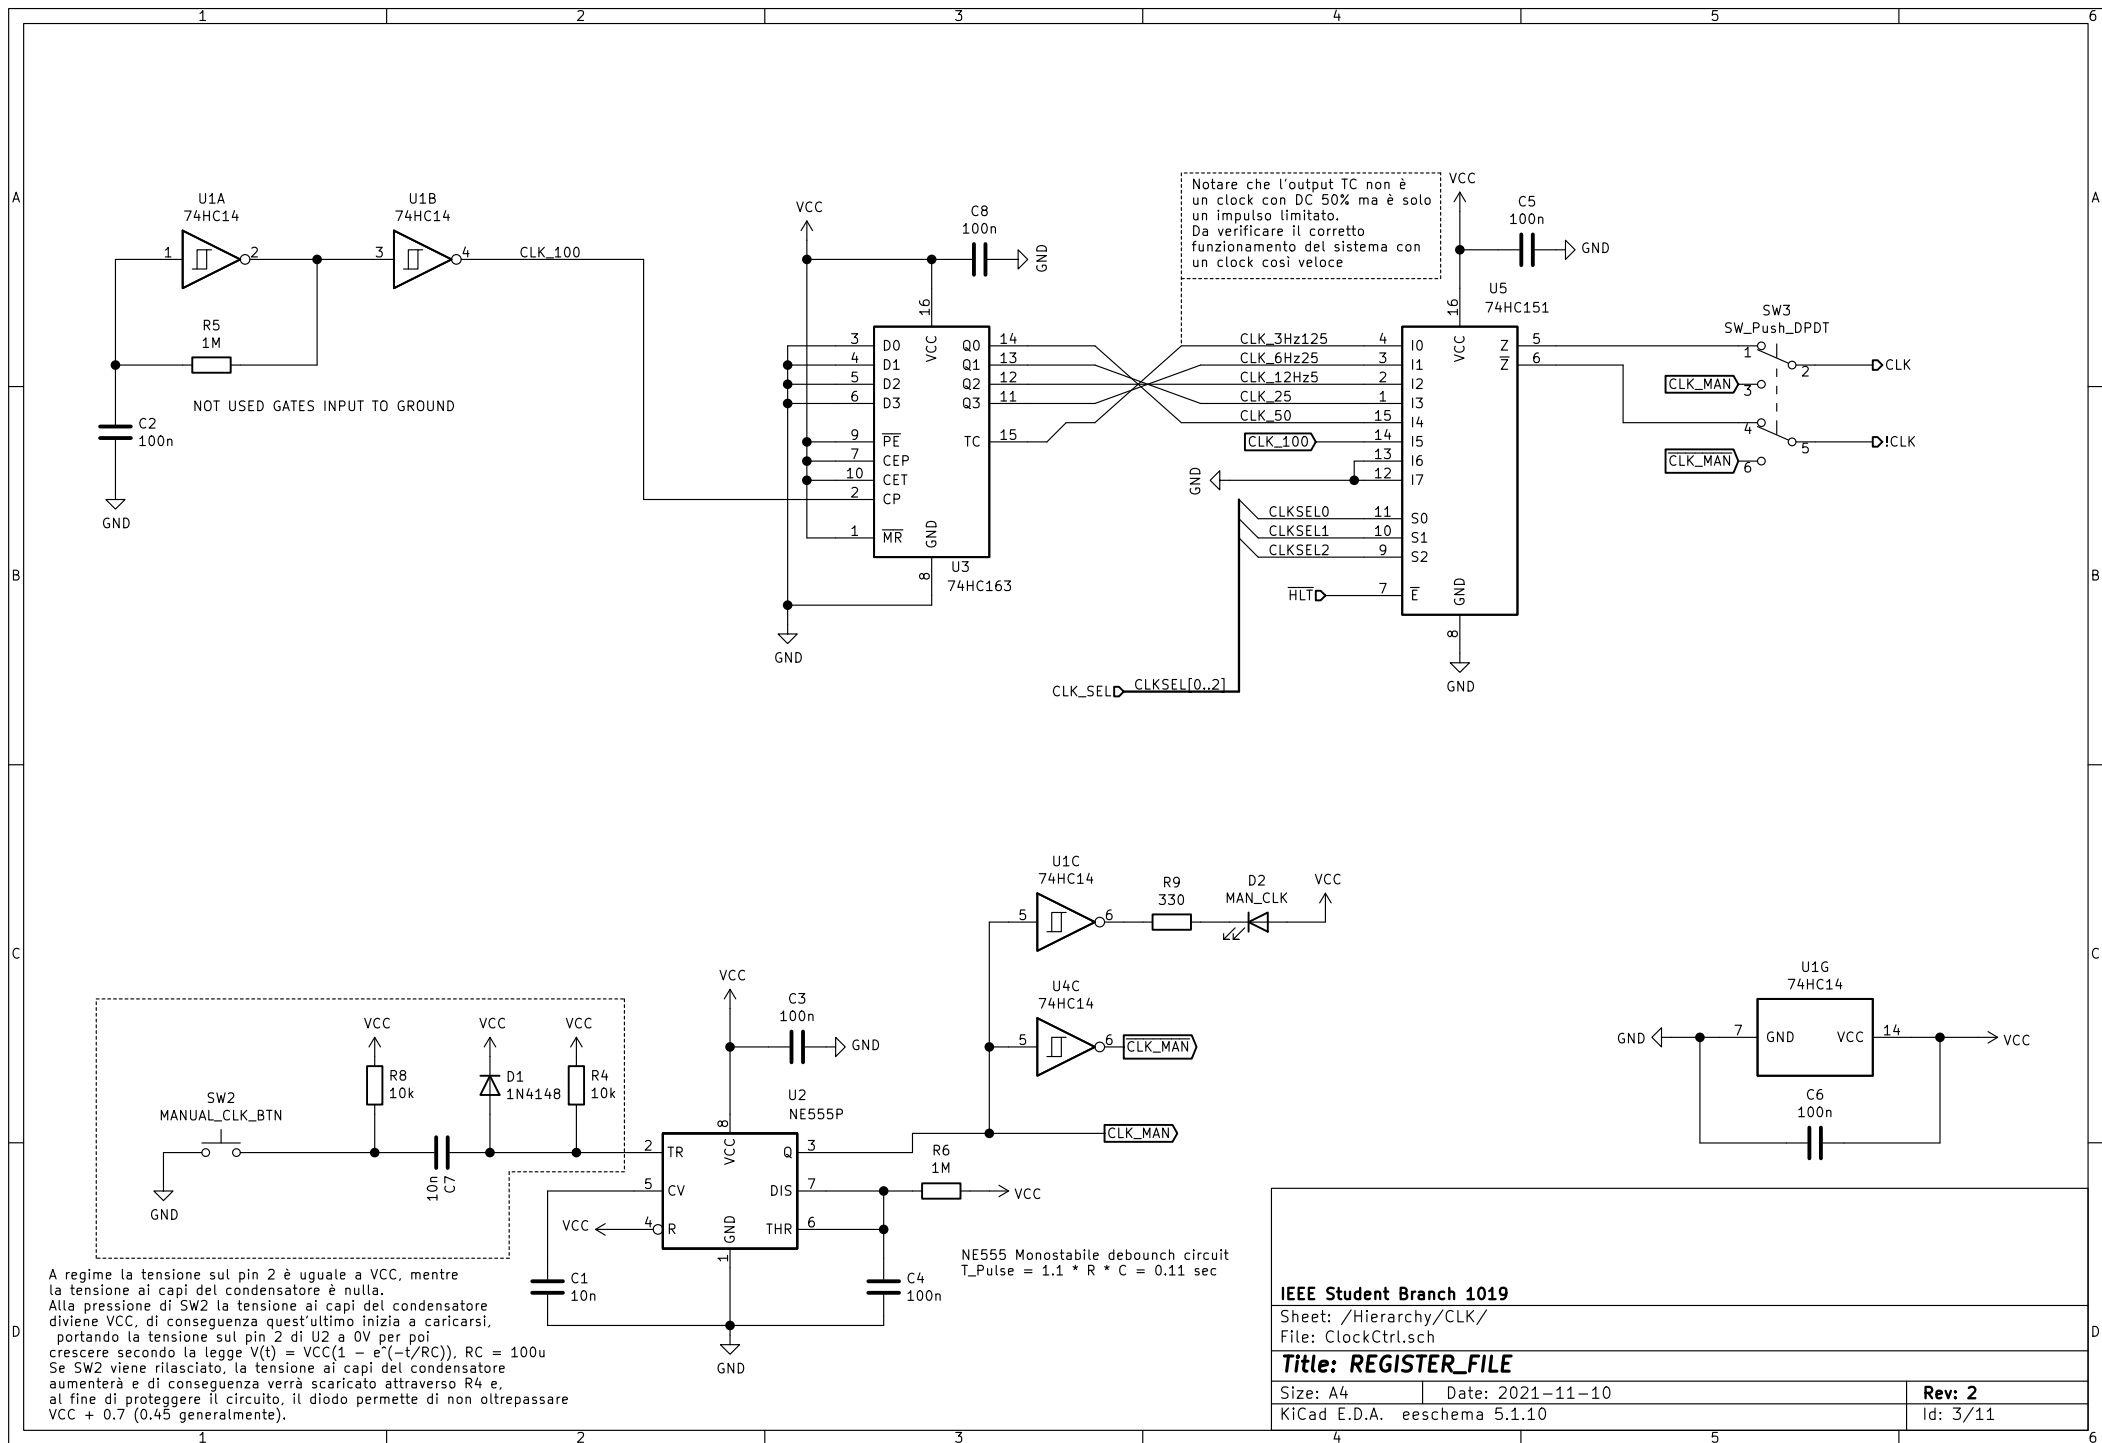 1 2 3 4 5 6
A
A
B
B
C
C
D
D
U1A
74HC14
1
2
U1B
74HC14
3
4
CLK_100
R5
1M
NOT USED GATES INPUT TO GROUND
C2
100n
GND
VCC
C8
100n
GND
16
VCC
3 D0
4 D1
5 D2
6 D3
9 PE
7 CEP
10 CET
2 CP
1 MR
Q0 14
Q1 13
Q2 12
Q3 11
TC 15
GND
8
U3
74HC163
GND
Notare che l'output TC non è
un clock con DC 50% ma è solo
un impulso limitato.
Da verificare il corretto
funzionamento del sistema con
un clock così veloce
VCC
C5
100n
GND
U5
74HC151
16
VCC
CLK_3Hz125 4 I0
CLK_6Hz25 3 I1
CLK_12Hz5 2 I2
CLK_25 1 I3
CLK_50 15 I4
CLK_100 14 I5
13 I6
GND 12 I7
CLKSEL0 11 S0
CLKSEL1 10 S1
CLKSEL2 9 S2
HLT 7 E
Z 5
Z 6
GND
8
GND
CLK_SEL CLKSEL[0..2]
SW3
SW_Push_DPDT
1
2
CLK
CLK_MAN
3
4
5
!CLK
CLK_MAN
6
U1C
74HC14
5
6
R9
330
D2
MAN_CLK
VCC
U4C
74HC14
5
6
CLK_MAN
CLK_MAN
VCC
C3
100n
GND
U2
NE555P
8
VCC
2 TR
5 CV
4 R
VCC
Q 3
DIS 7
THR 6
GND
1
R6
1M
VCC
C1
10n
C4
100n
GND
NE555 Monostabile debounch circuit
T_Pulse = 1.1 * R * C = 0.11 sec
VCC
VCC
VCC
R8
10k
D1
1N4148
R4
10k
SW2
MANUAL_CLK_BTN
10n
C7
GND
A regime la tensione sul pin 2 è uguale a VCC, mentre
la tensione ai capi del condensatore è nulla.
Alla pressione di SW2 la tensione ai capi del condensatore
diviene VCC, di conseguenza quest'ultimo inizia a caricarsi,
portando la tensione sul pin 2 di U2 a 0V per poi
crescere secondo la legge V(t) = VCC(1 - e^(-t/RC)), RC = 100u
Se SW2 viene rilasciato, la tensione ai capi del condensatore
aumenterà e di conseguenza verrà scaricato attraverso R4 e,
al fine di proteggere il circuito, il diodo permette di non oltrepassare
VCC + 0.7 (0.45 generalmente).
U1G
74HC14
GND
7 GND
VCC 14
VCC
C6
100n
IEEE Student Branch 1019
Sheet: /Hierarchy/CLK/
File: ClockCtrl.sch
Title: REGISTER_FILE
Size: A4 Date: 2021-11-10 Rev: 2
KiCad E.D.A. eeschema 5.1.10 Id: 3/11
1 2 3 4 5 6